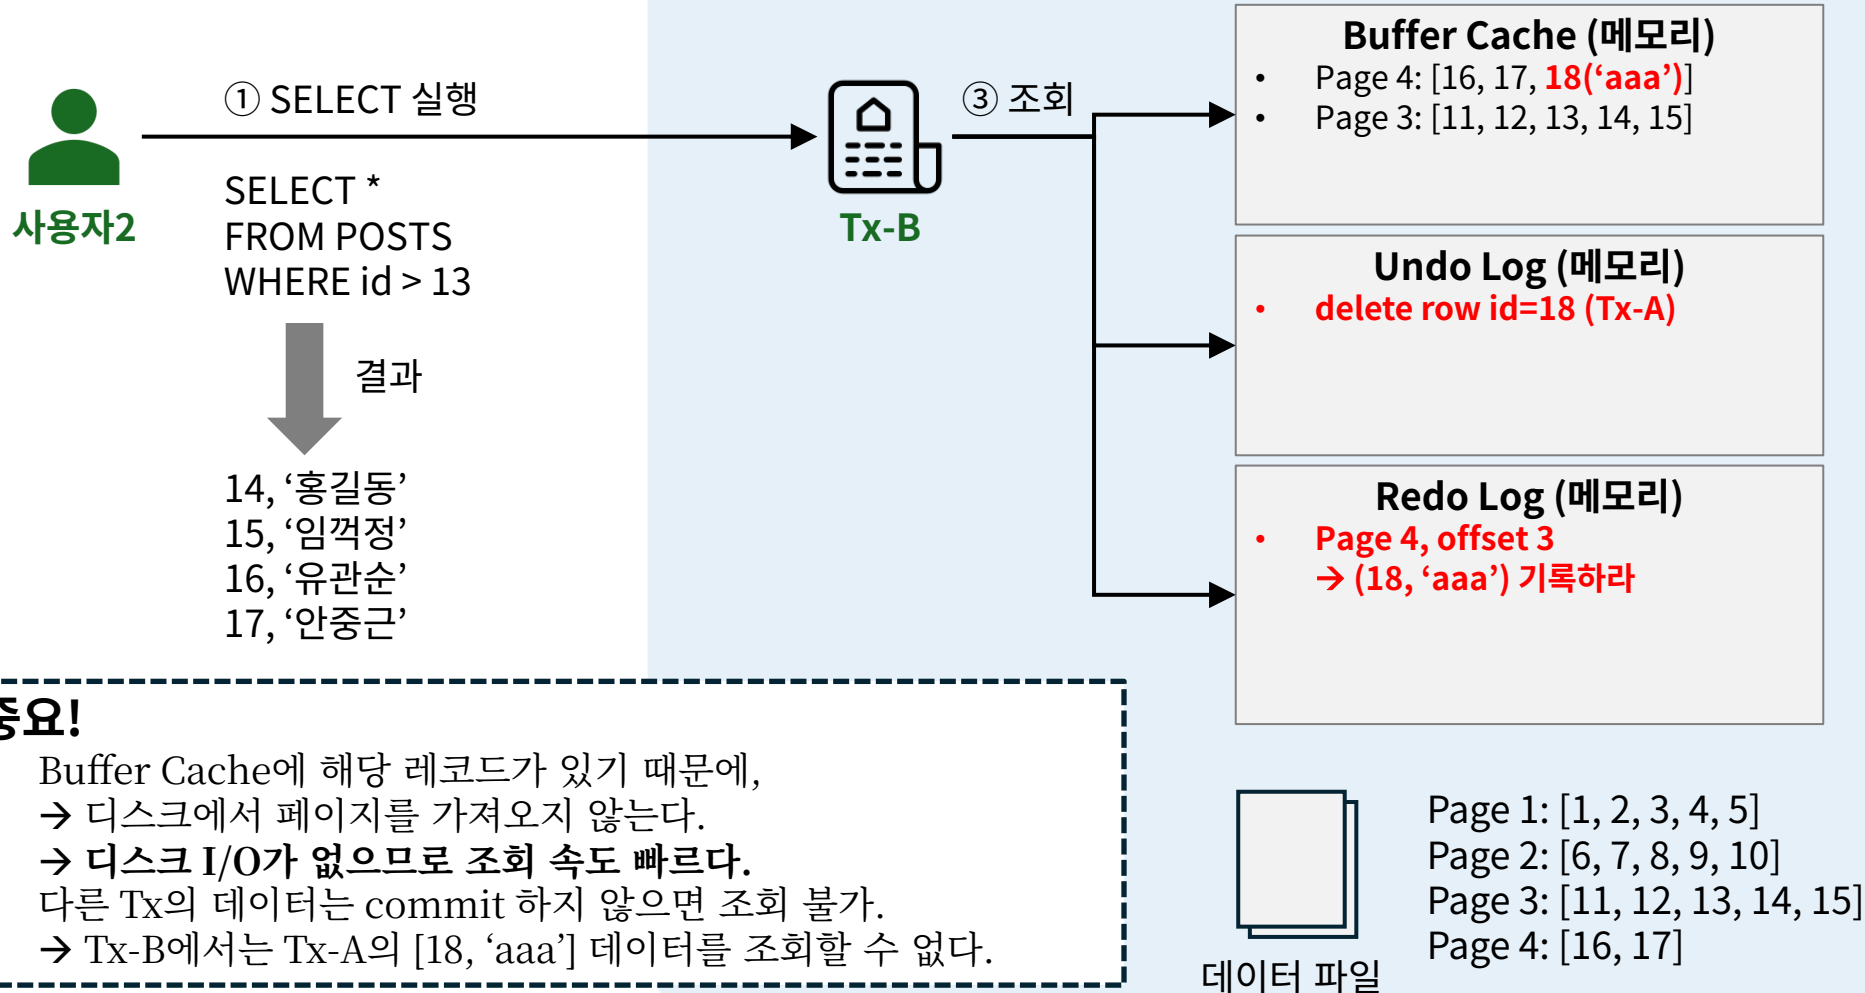 ① SELECT 실행
사용자2
SELECT *
FROM POSTS
WHERE id > 13
결과
14, ‘홍길동’
15, ‘임꺽정’
16, ‘유관순’
17, ‘안중근’
Tx-B
③ 조회
Buffer Cache (메모리)
• Page 4: [16, 17, 18(‘aaa’)]
• Page 3: [11, 12, 13, 14, 15]
Undo Log (메모리)
• delete row id=18 (Tx-A)
Redo Log (메모리)
• Page 4, offset 3
→ (18, ‘aaa’) 기록하라
중요!
Buffer Cache에 해당 레코드가 있기 때문에,
→ 디스크에서 페이지를 가져오지 않는다.
→ 디스크 I/O가 없으므로 조회 속도 빠르다.
다른 Tx의 데이터는 commit 하지 않으면 조회 불가.
→ Tx-B에서는 Tx-A의 [18, ‘aaa’] 데이터를 조회할 수 없다.
데이터 파일
Page 1: [1, 2, 3, 4, 5]
Page 2: [6, 7, 8, 9, 10]
Page 3: [11, 12, 13, 14, 15]
Page 4: [16, 17]